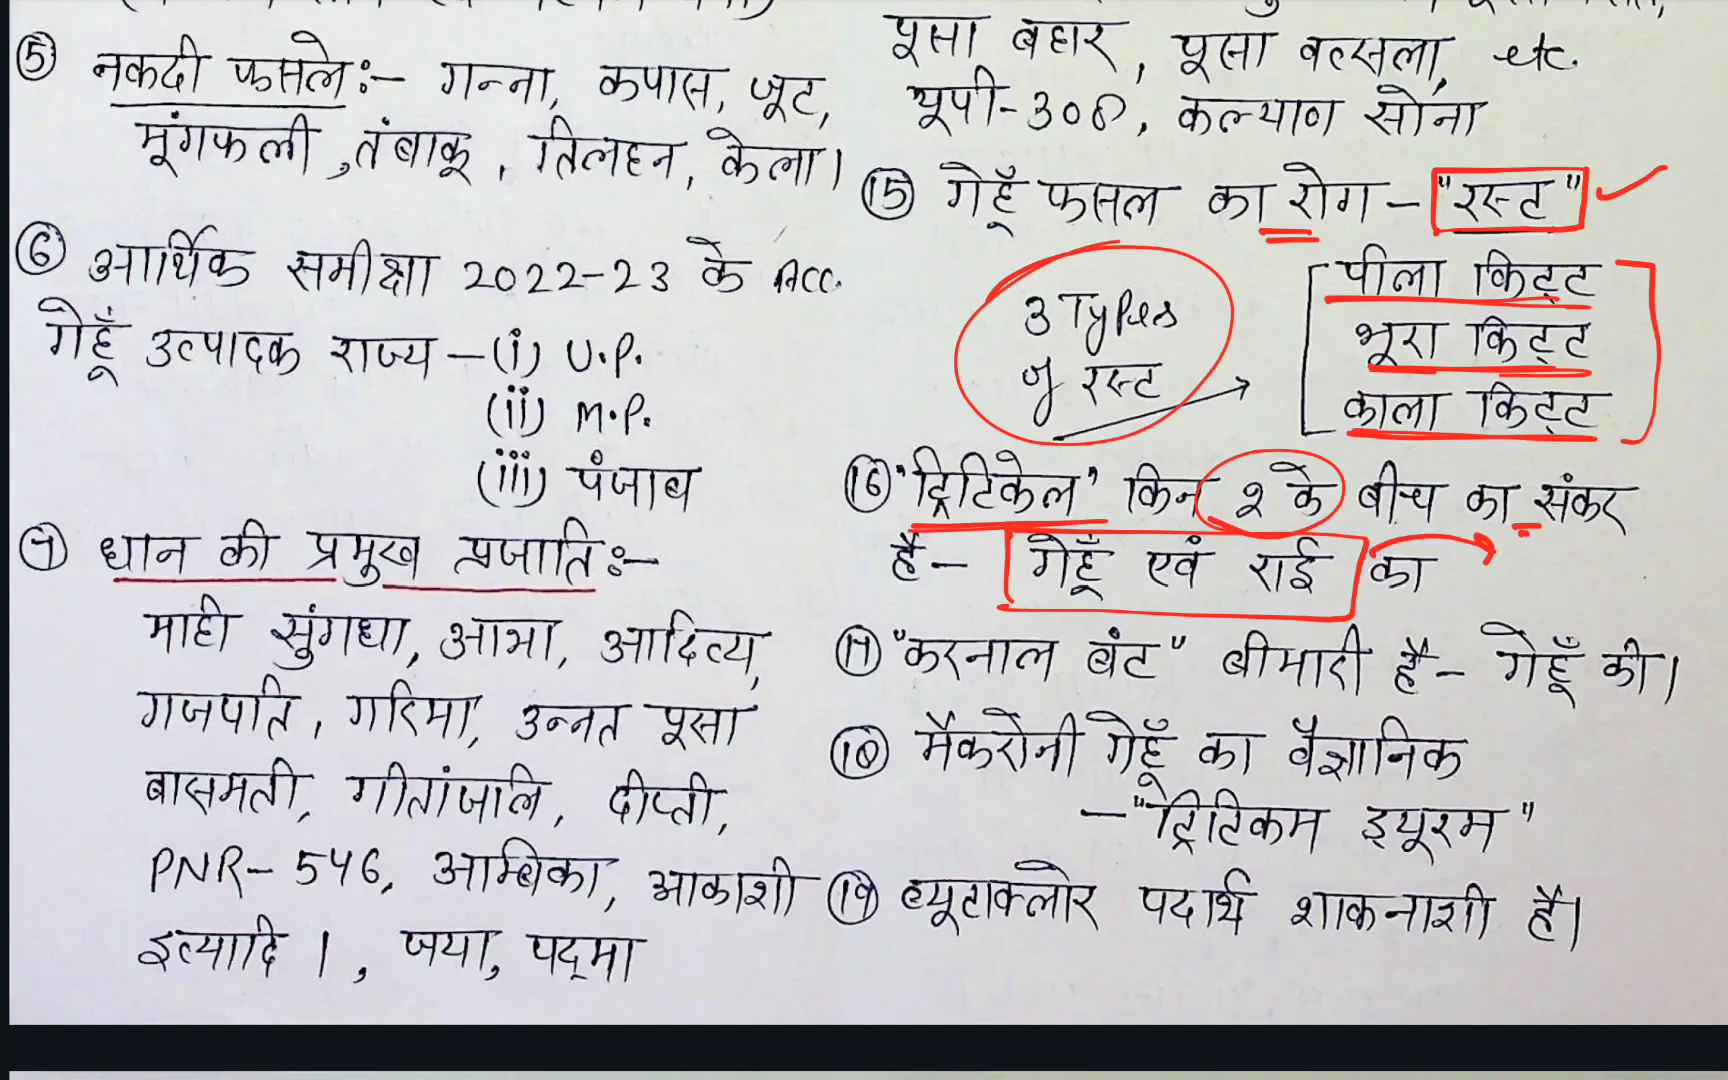 ⑤ नकदी फसले:- गन्ना, कपास, जूट,
मूंगफली, तंबाकू, तिलहन, केला।
⑥ आर्थिक समीक्षा 2022-23 के Acc.
गेहूँ उत्पादक राज्य - (i) U.P.
(ii) M.P.
(iii) पंजाब
⑦ धान की प्रमुख प्रजाति:-
माही सुंगधा, आभा, आदित्य,
गजपति, गरिमा, उन्नत पूसा
बासमती, गीतांजलि, दीप्ती,
PNR- 546, अम्बिका, आकाशी
इत्यादि।, जया, पद्मा
पूसा बहार, पूसा वत्सला, etc.
यूपी-308, कल्याण सोना
⑮ गेहूँ फसल का रोग - "रस्ट"
3 Types
of रस्ट
पीला किट्ट
भूरा किट्ट
काला किट्ट
⑯ "ट्रिटिकेल" किन 2 के बीच का संकर
है- गेहूँ एवं राई का
⑰ "करनाल बंट" बीमारी है- गेहूँ की।
⑱ मैकरोनी गेहूँ का वैज्ञानिक
- "ट्रिटिकम ड्यूरम"
⑲ ब्यूटाक्लोर पदार्थ शाकनाशी है।